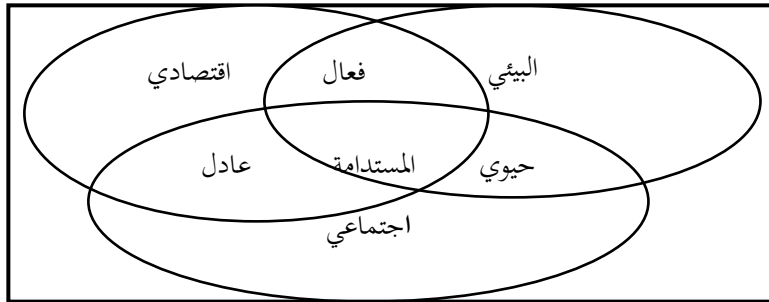 البيئي
فعال
اقتصادي
حيوي
المستدامة
عادل
اجتماعي